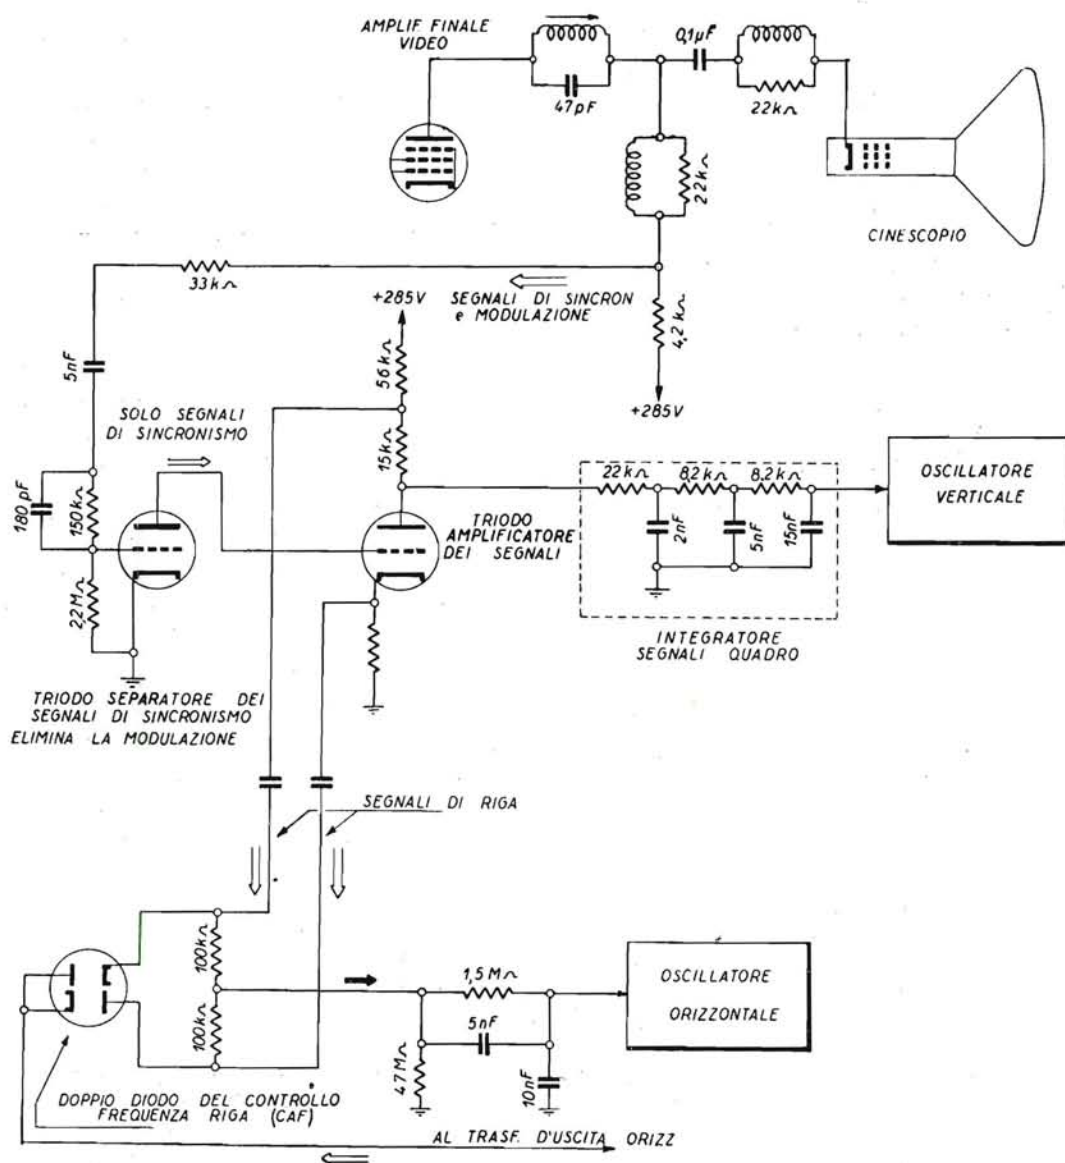 AMPLIF. FINALE
VIDEO
47pF
0,1µF
22kΩ
22kΩ
CINESCOPIO
33kΩ
SEGNALI DI SINCRON
e MODULAZIONE
+285V
4,2kΩ
+285V
5nF
56kΩ
15kΩ
SOLO SEGNALI
DI SINCRONISMO
180pF
150kΩ
2,2MΩ
TRIODO
AMPLIFICATORE
DEI SEGNALI
22kΩ
8,2kΩ
8,2kΩ
2nF
5nF
15nF
OSCILLATORE
VERTICALE
INTEGRATORE
SEGNALI QUADRO
TRIODO SEPARATORE DEI
SEGNALI DI SINCRONISMO
ELIMINA LA MODULAZIONE
SEGNALI DI RIGA
100kΩ
100kΩ
1,5MΩ
5nF
47MΩ
10nF
OSCILLATORE
ORIZZONTALE
DOPPIO DIODO DEL CONTROLLO
FREQUENZA RIGA (CAF)
AL TRASF. D'USCITA ORIZZ